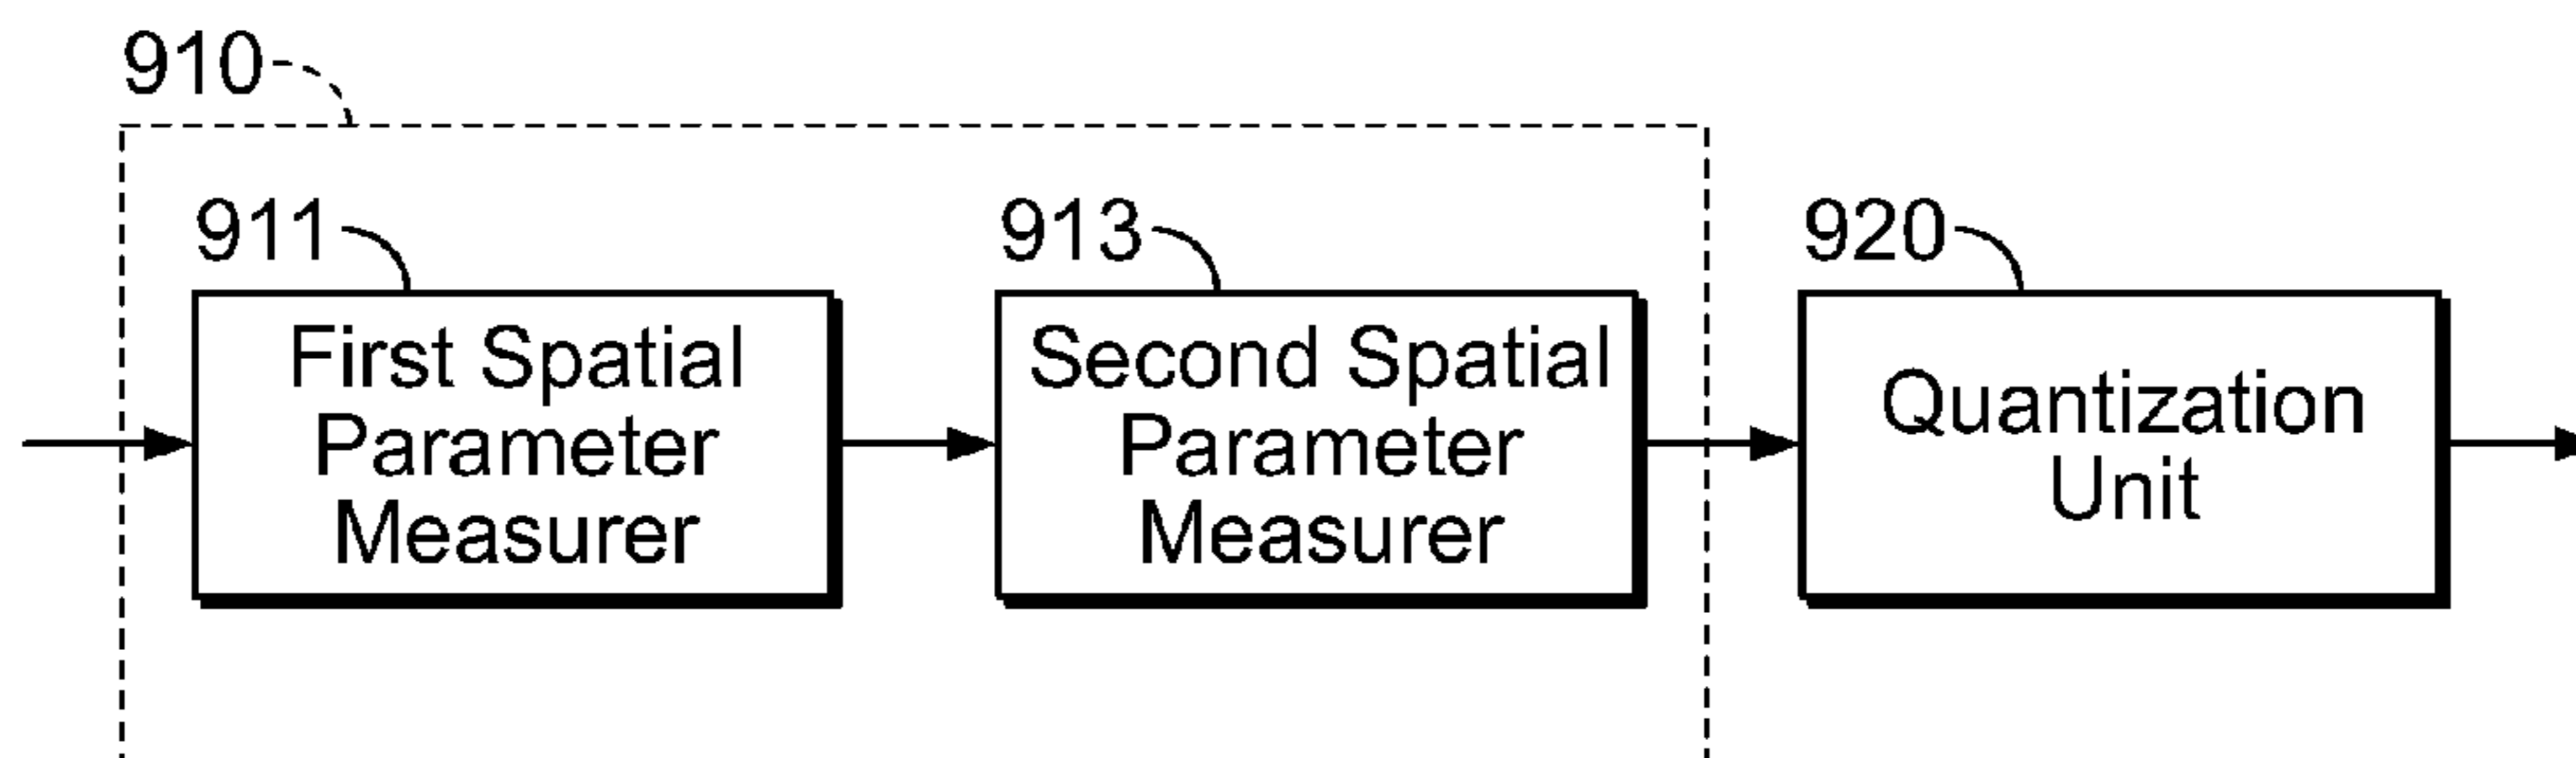 910
911
913
920
First Spatial
Parameter
Measurer
Second Spatial
Parameter
Measurer
Quantization
Unit